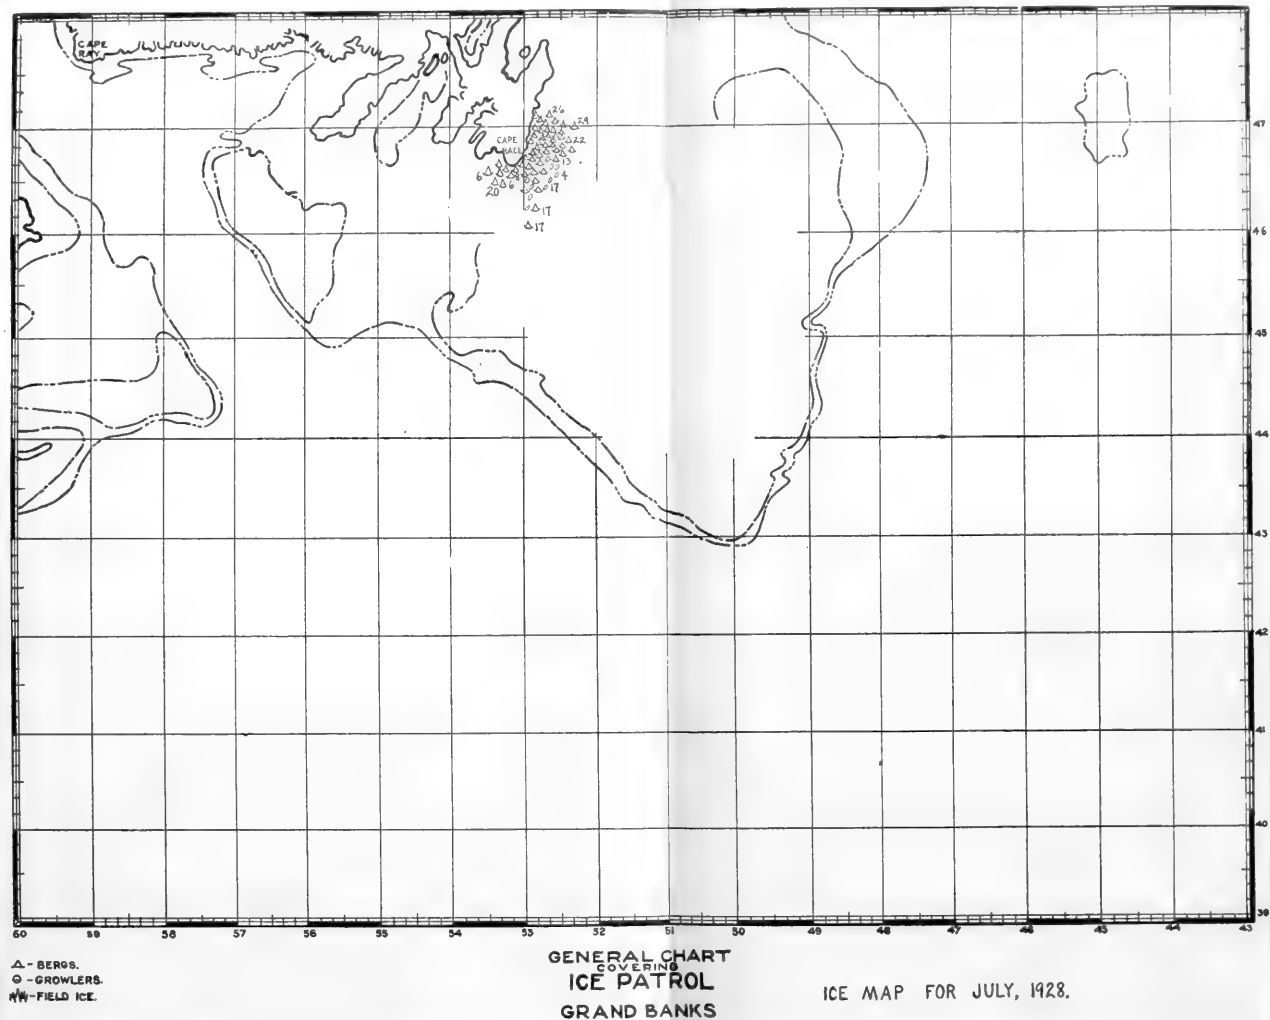 CAPE
RAY
26
29
47
CAPE
RACE
22
13
6
8
4
6
17
20
17
17
46
45
44
43
42
41
40
39
60 59 58 57 56 55 54 53 52 51 50 49 48 47 46 45 44 43
△ - BERGS.
GENERAL CHART
COVERING
ICE PATROL
GRAND BANKS
O - GROWLERS.
- FIELD ICE.
ICE MAP FOR JULY, 1928.